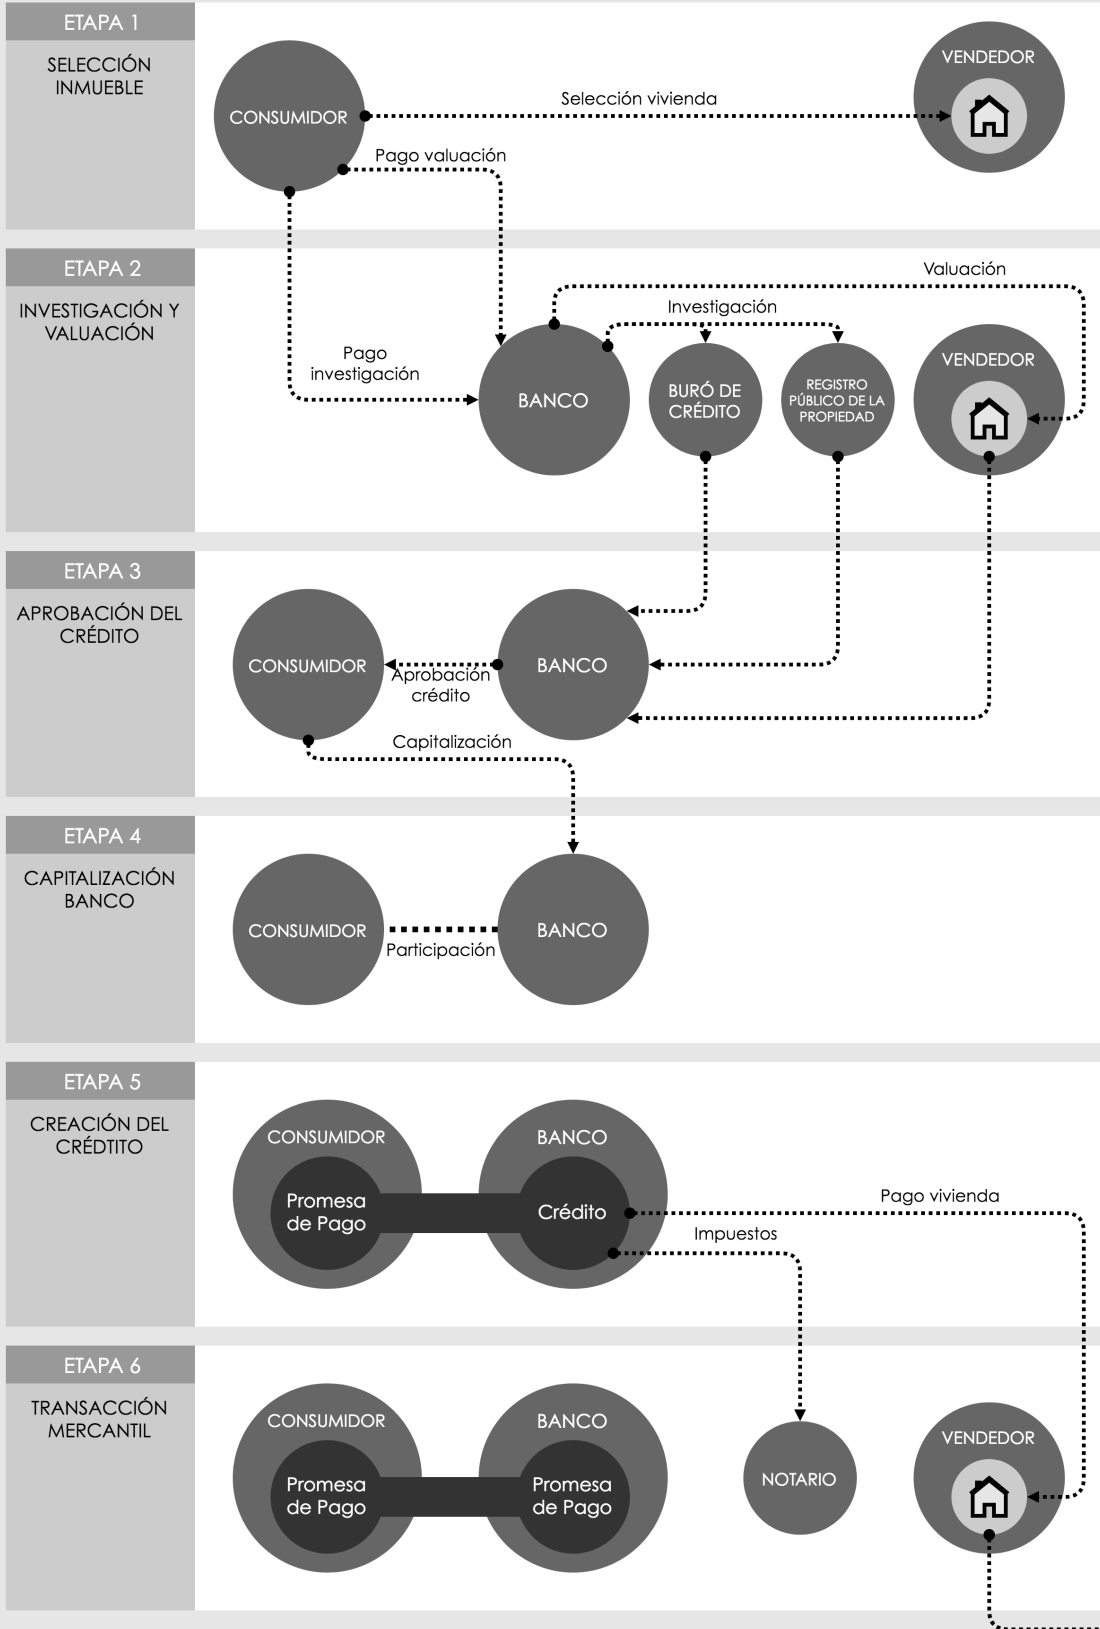 ETAPA 1
SELECCIÓN
INMUEBLE
CONSUMIDOR
Selección vivienda
VENDEDOR
Pago valuación
ETAPA 2
INVESTIGACIÓN Y
VALUACIÓN
Pago
investigación
BANCO
Valuación
Investigación
BURÓ DE
CRÉDITO
REGISTRO
PÚBLICO DE LA
PROPIEDAD
VENDEDOR
ETAPA 3
APROBACIÓN DEL
CRÉDITO
CONSUMIDOR
Aprobación
crédito
BANCO
Capitalización
ETAPA 4
CAPITALIZACIÓN
BANCO
CONSUMIDOR
Participación
BANCO
ETAPA 5
CREACIÓN DEL
CRÉDTITO
CONSUMIDOR
Promesa
de Pago
BANCO
Crédito
Pago vivienda
Impuestos
ETAPA 6
TRANSACCIÓN
MERCANTIL
CONSUMIDOR
Promesa
de Pago
BANCO
Promesa
de Pago
NOTARIO
VENDEDOR